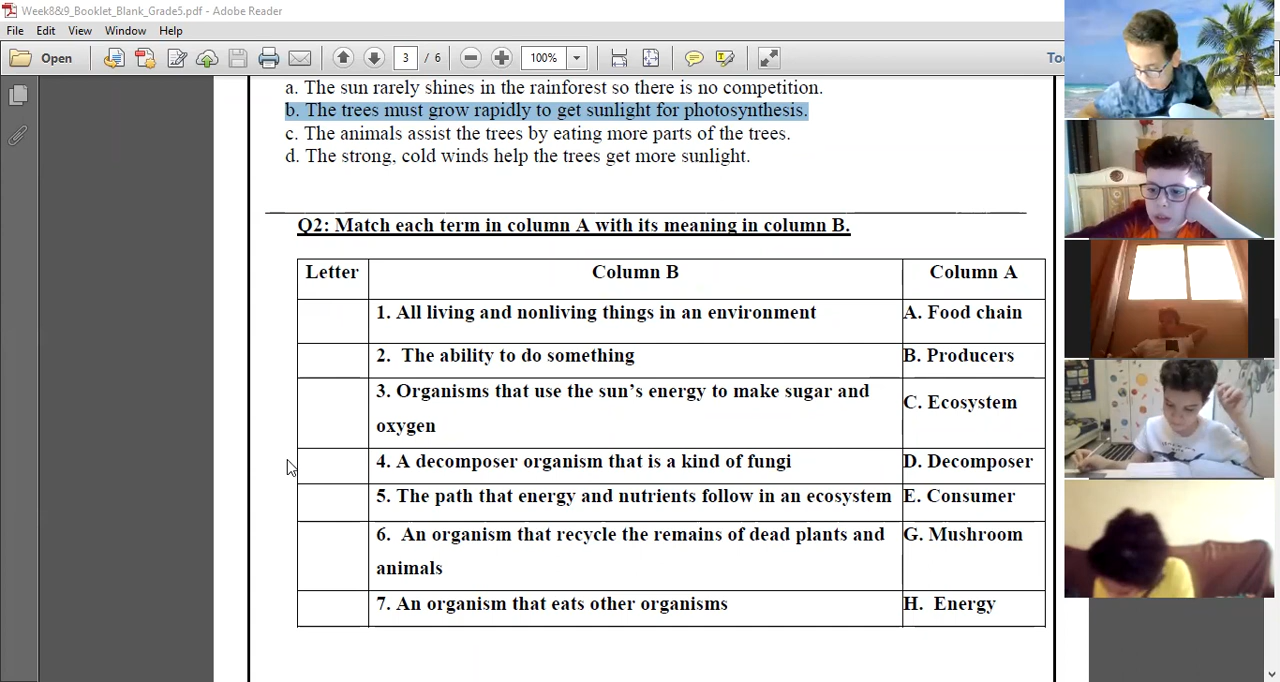 Week8&9_Booklet_Blank_Grade5.pdf - Adobe Reader
File Edit View Window Help
Open 3 / 6 100% To
a. The sun rarely shines in the rainforest so there is no competition.
b. The trees must grow rapidly to get sunlight for photosynthesis.
c. The animals assist the trees by eating more parts of the trees.
d. The strong, cold winds help the trees get more sunlight.
Q2: Match each term in column A with its meaning in column B.
Letter Column B Column A
1. All living and nonliving things in an environment A. Food chain
2. The ability to do something B. Producers
3. Organisms that use the sun’s energy to make sugar and
oxygen
C. Ecosystem
4. A decomposer organism that is a kind of fungi D. Decomposer
5. The path that energy and nutrients follow in an ecosystem E. Consumer
6. An organism that recycle the remains of dead plants and G. Mushroom
animals
7. An organism that eats other organisms H. Energy